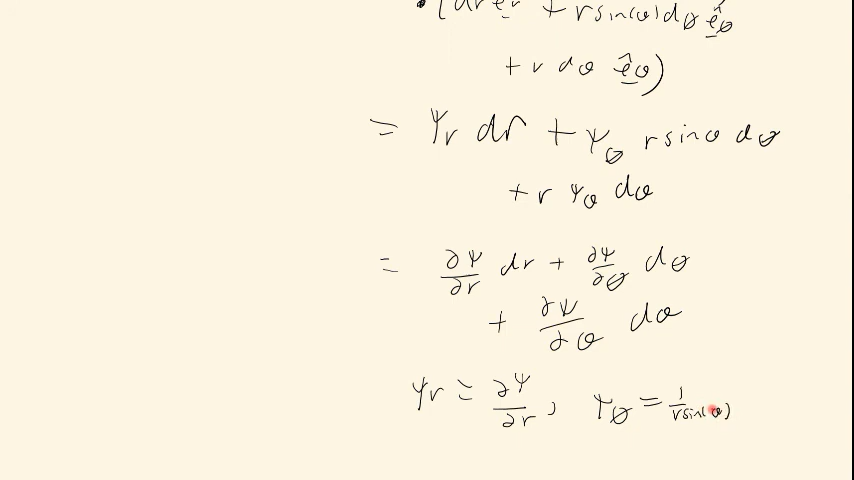 · (dr ê_r + r sin(θ) dφ ê_φ
+ r dθ ê_θ)
= ψ_r dr + ψ_φ r sinθ dφ
+ r ψ_θ dθ
= ∂ψ/∂r dr + ∂ψ/∂φ dφ
+ ∂ψ/∂θ dθ
ψ_r = ∂ψ/∂r, ψ_φ = 1/(r sin(θ))